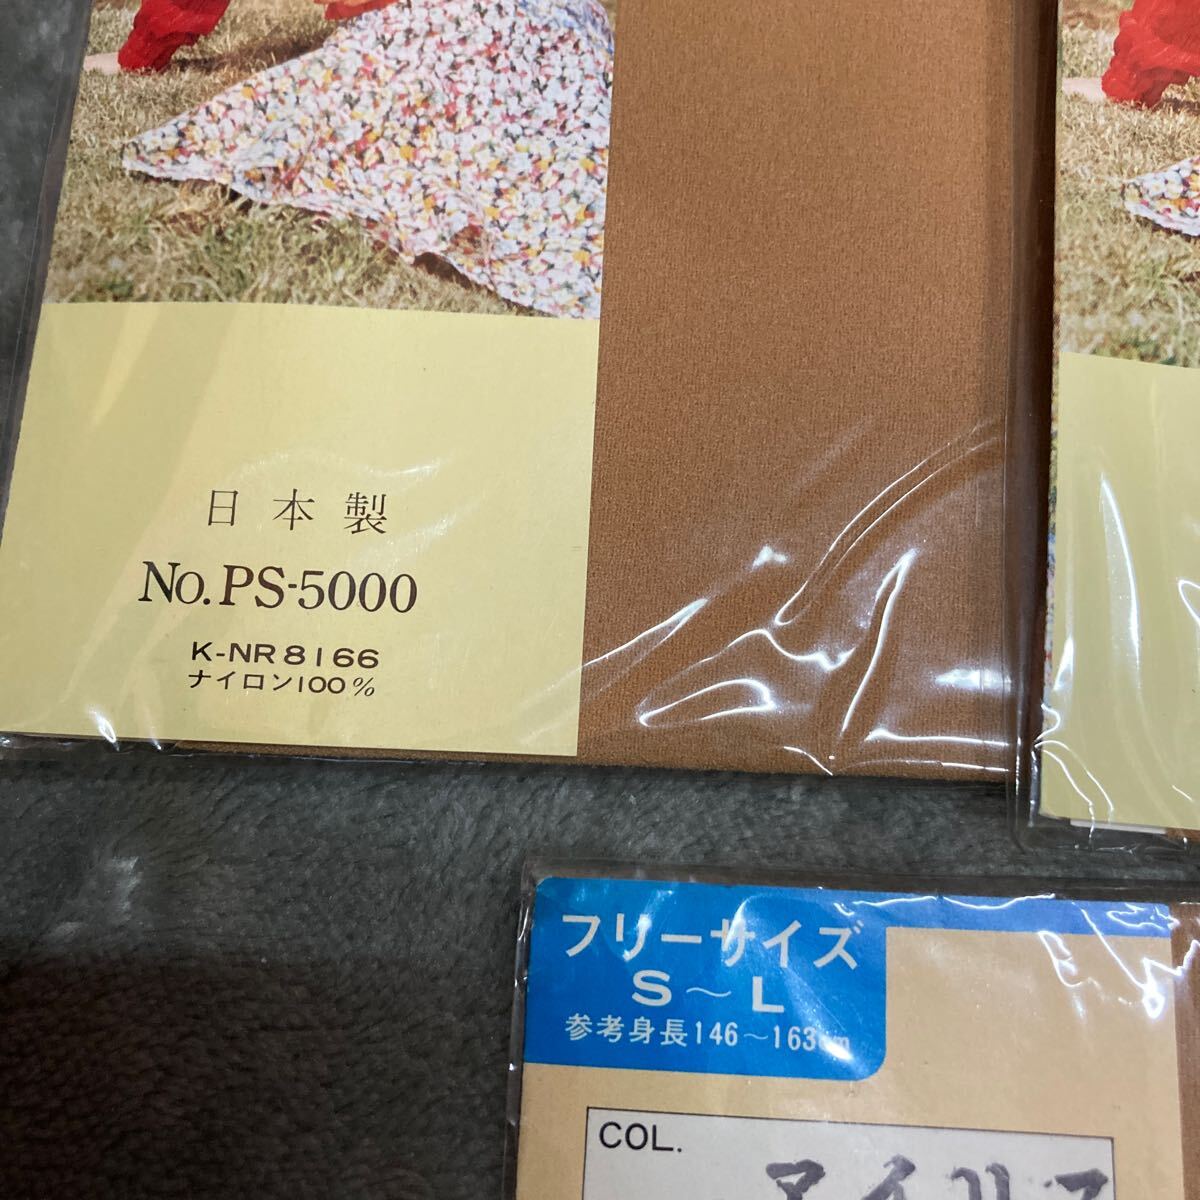 日本製
No.PS-5000
K-NR8166
ナイロン100%
フリーサイズ
S～L
参考身長146～163cm
COL.